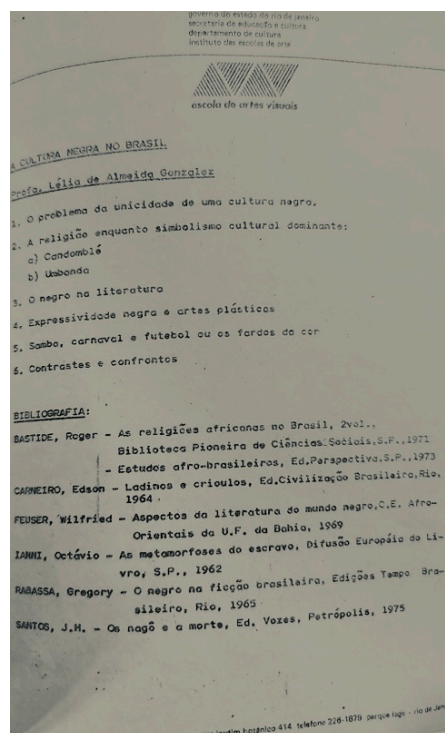 governo do estado do rio de janeiro
secretaria de educação e cultura
departamento de cultura
instituto das escolas de arte
escola de artes visuais
A CULTURA NEGRA NO BRASIL
Profa. Lélia de Almeida Gonzalez
1. O problema da unicidade de uma cultura negra.
2. A religião enquanto simbolismo cultural dominante:
a) Candomblé
b) Umbanda
3. O negro na literatura
4. Expressividade negra e artes plásticas
5. Samba, carnaval e futebol ou os fardos da cor
6. Contrastes e confrontos
BIBLIOGRAFIA:
BASTIDE, Roger - As religiões africanas no Brasil, 2vol.,
Biblioteca Pioneira de Ciências Sociais,S.P.,1971
- Estudos afro-brasileiros, Ed.Perspectiva,S.P.,1973
CARNEIRO, Edson - Ladinos e crioulos, Ed.Civilização Brasileira,Rio,
1964
FEUSER, Wilfried - Aspectos da literatura do mundo negro,C.E. Afro-
Orientais da U.F. da Bahia, 1969
IANNI, Octávio - As metamorfoses do escravo, Difusão Européia do Li-
vro, S.P., 1962
RABASSA, Gregory - O negro na ficção brasileira, Edições Tempo Bra-
sileiro, Rio, 1965
SANTOS, J.H. - Os nagô e a morte, Ed. Vozes, Petrópolis, 1975
jardim botânico 414 telefone 226-1879 parque lage - rio de jan